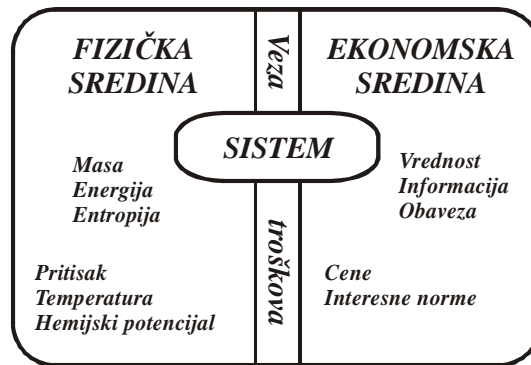 FIZIČKA
SREDINA
Veza
EKONOMSKA
SREDINA
SISTEM
Masa
Energija
Entropija
Vrednost
Informacija
Obaveza
troškova
Pritisak
Temperatura
Hemijski potencijal
Cene
Interesne norme